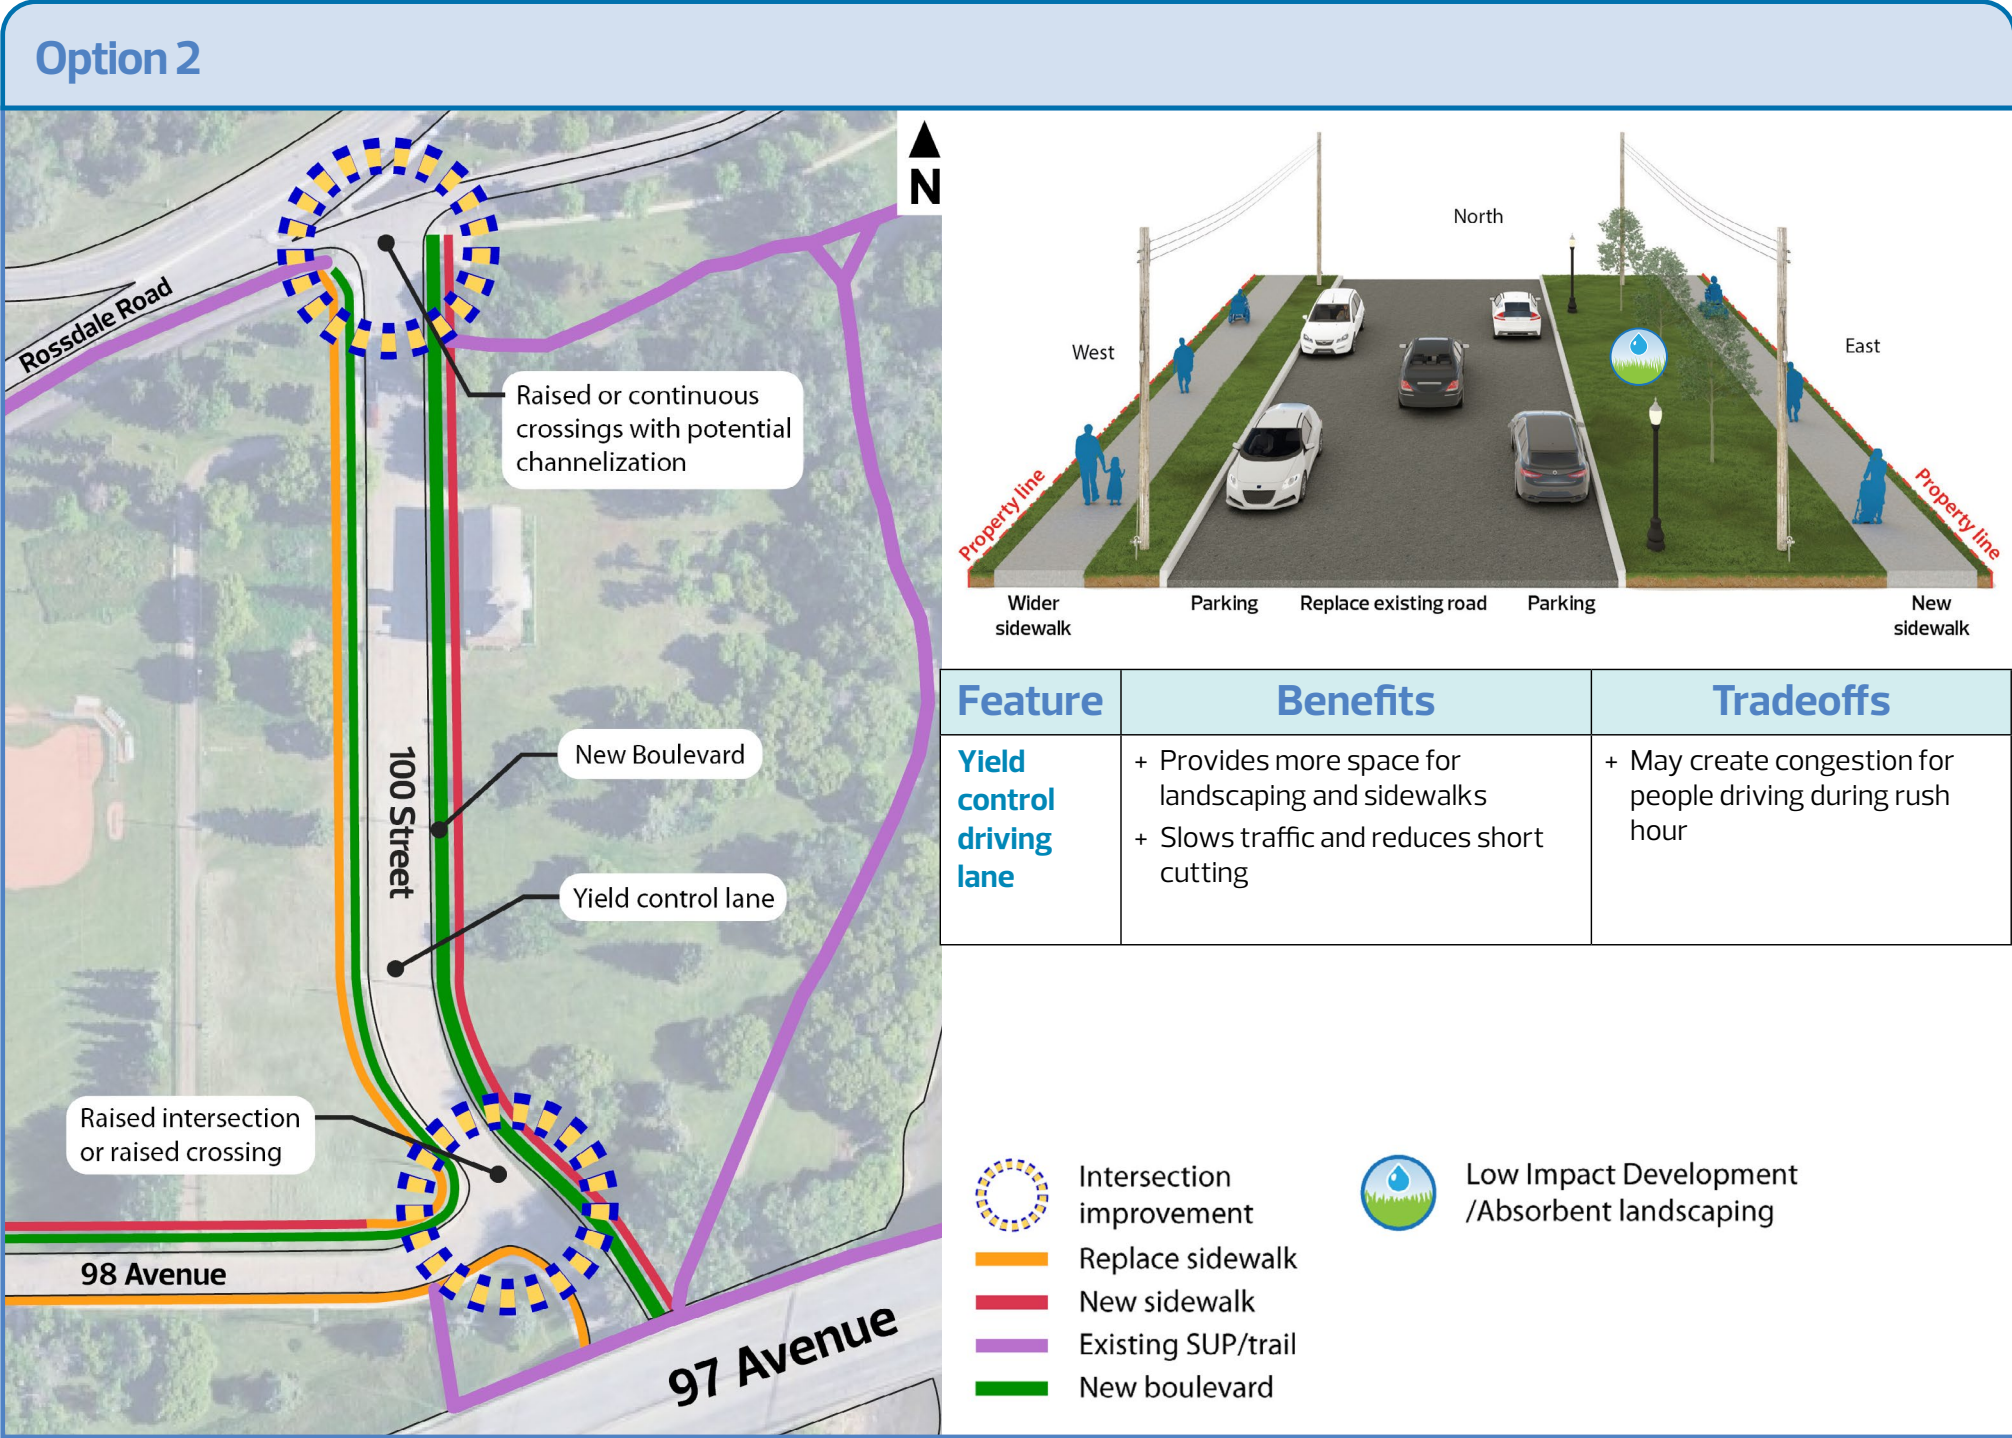 Option 2
N
Rossdale Road
Raised or continuous
crossings with potential
channelization
New Boulevard
100 Street
Yield control lane
Raised intersection
or raised crossing
98 Avenue
97 Avenue
North
West
East
Property line
Property line
Wider
sidewalk
Parking
Replace existing road
Parking
New
sidewalk
Feature
Benefits
Tradeoffs
Yield
control
driving
lane
+ Provides more space for
landscaping and sidewalks
+ Slows traffic and reduces short
cutting
+ May create congestion for
people driving during rush
hour
Intersection
improvement
Replace sidewalk
New sidewalk
Existing SUP/trail
New boulevard
Low Impact Development
/Absorbent landscaping